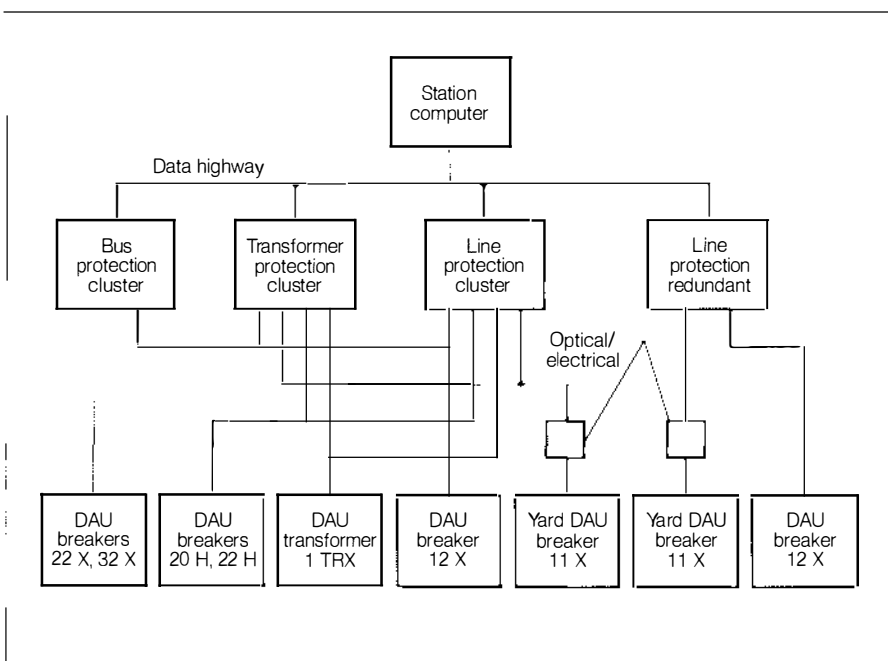 Station
computer
Data highway
Bus
protection
cluster
Transformer
protection
cluster
Line
protection
cluster
Line
protection
redundant
Optical/
electrical
DAU
breakers
22 X, 32 X
DAU
breakers
20 H, 22 H
DAU
transformer
1 TRX
DAU
breaker
12 X
Yard DAU
breaker
11 X
Yard DAU
breaker
11 X
DAU
breaker
12 X